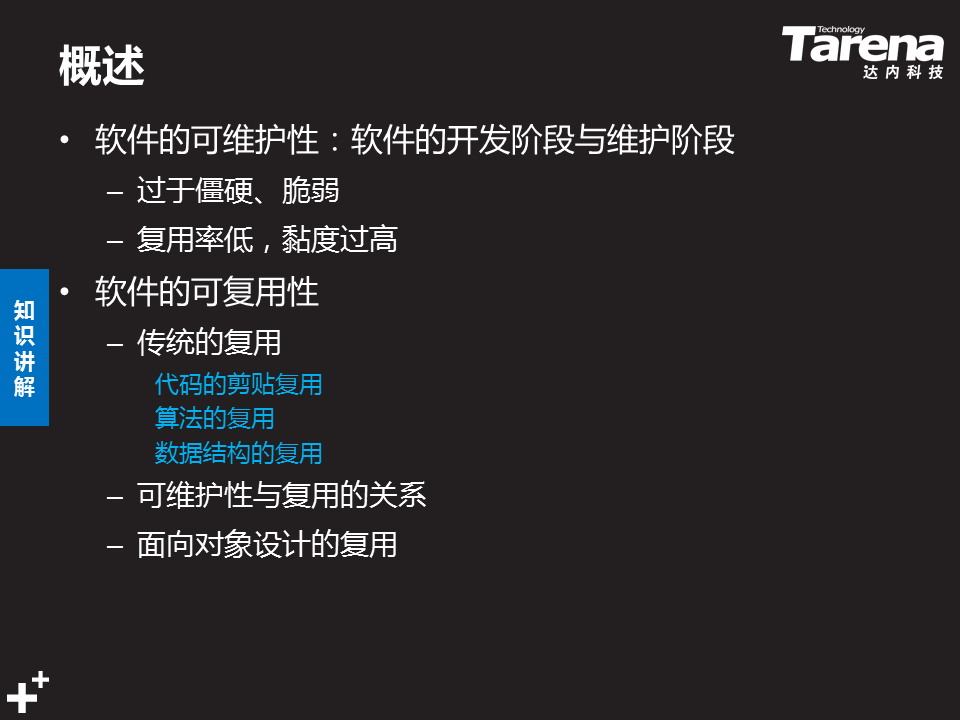 概述
Technology
Tarena
达内科技
• 软件的可维护性：软件的开发阶段与维护阶段
– 过于僵硬、脆弱
– 复用率低，黏度过高
• 软件的可复用性
– 传统的复用
代码的剪贴复用
算法的复用
数据结构的复用
– 可维护性与复用的关系
– 面向对象设计的复用
知识讲解